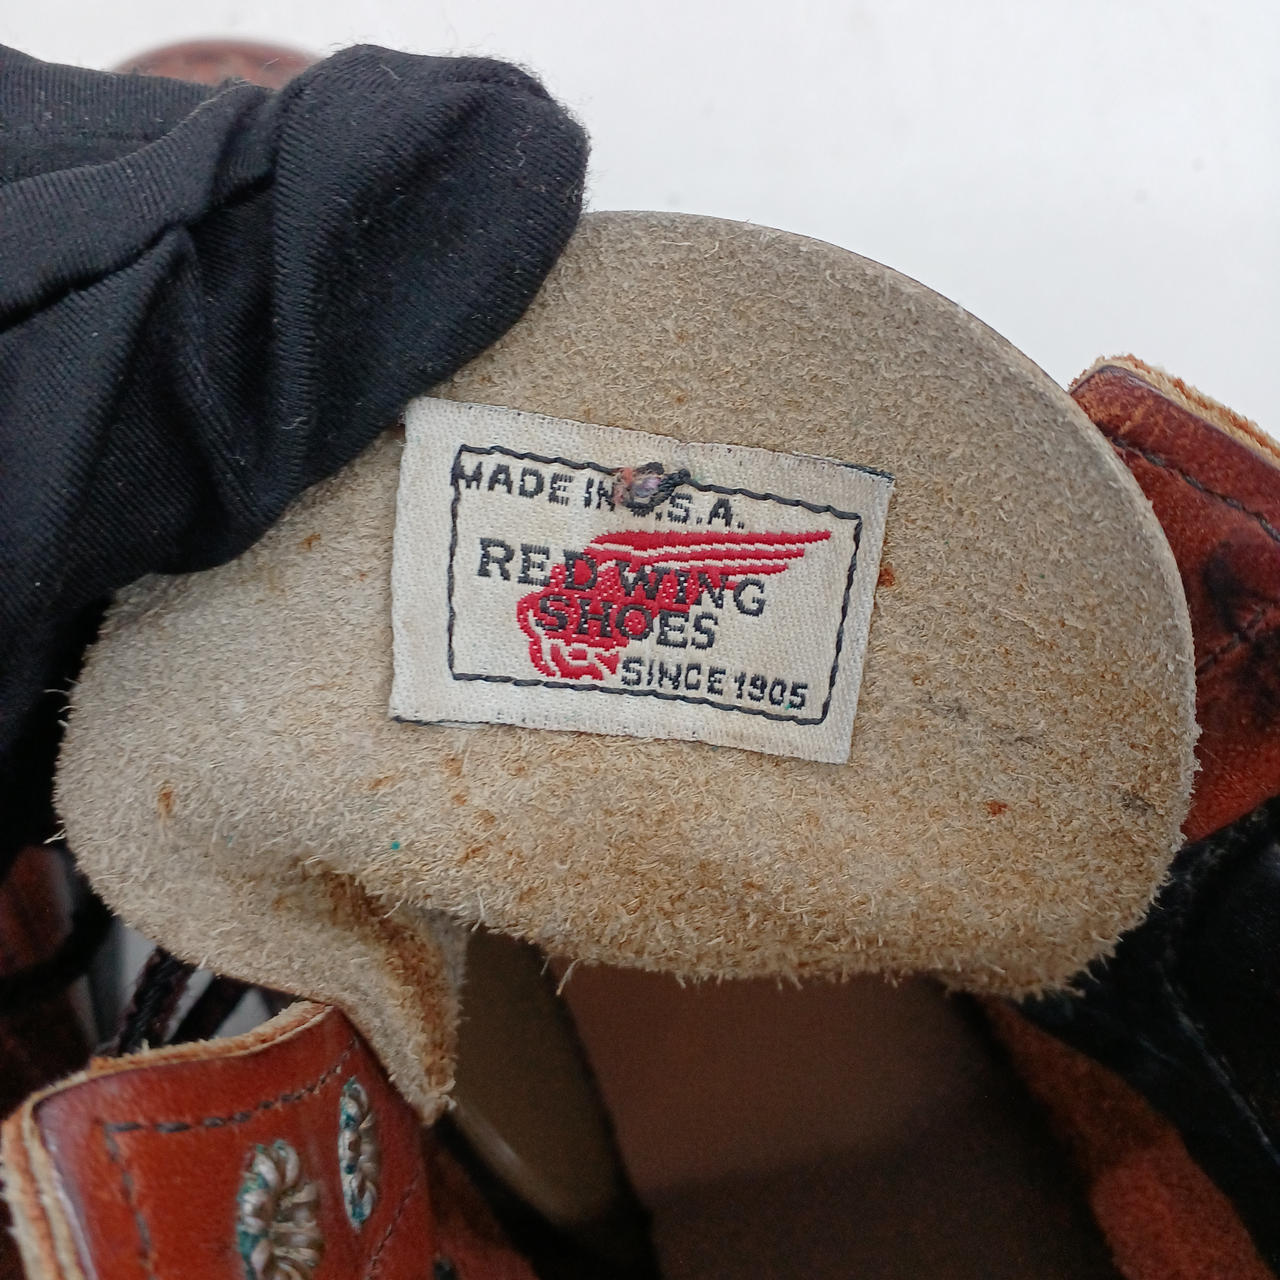 MADE IN U.S.A.
RED WING
SHOES
SINCE 1905